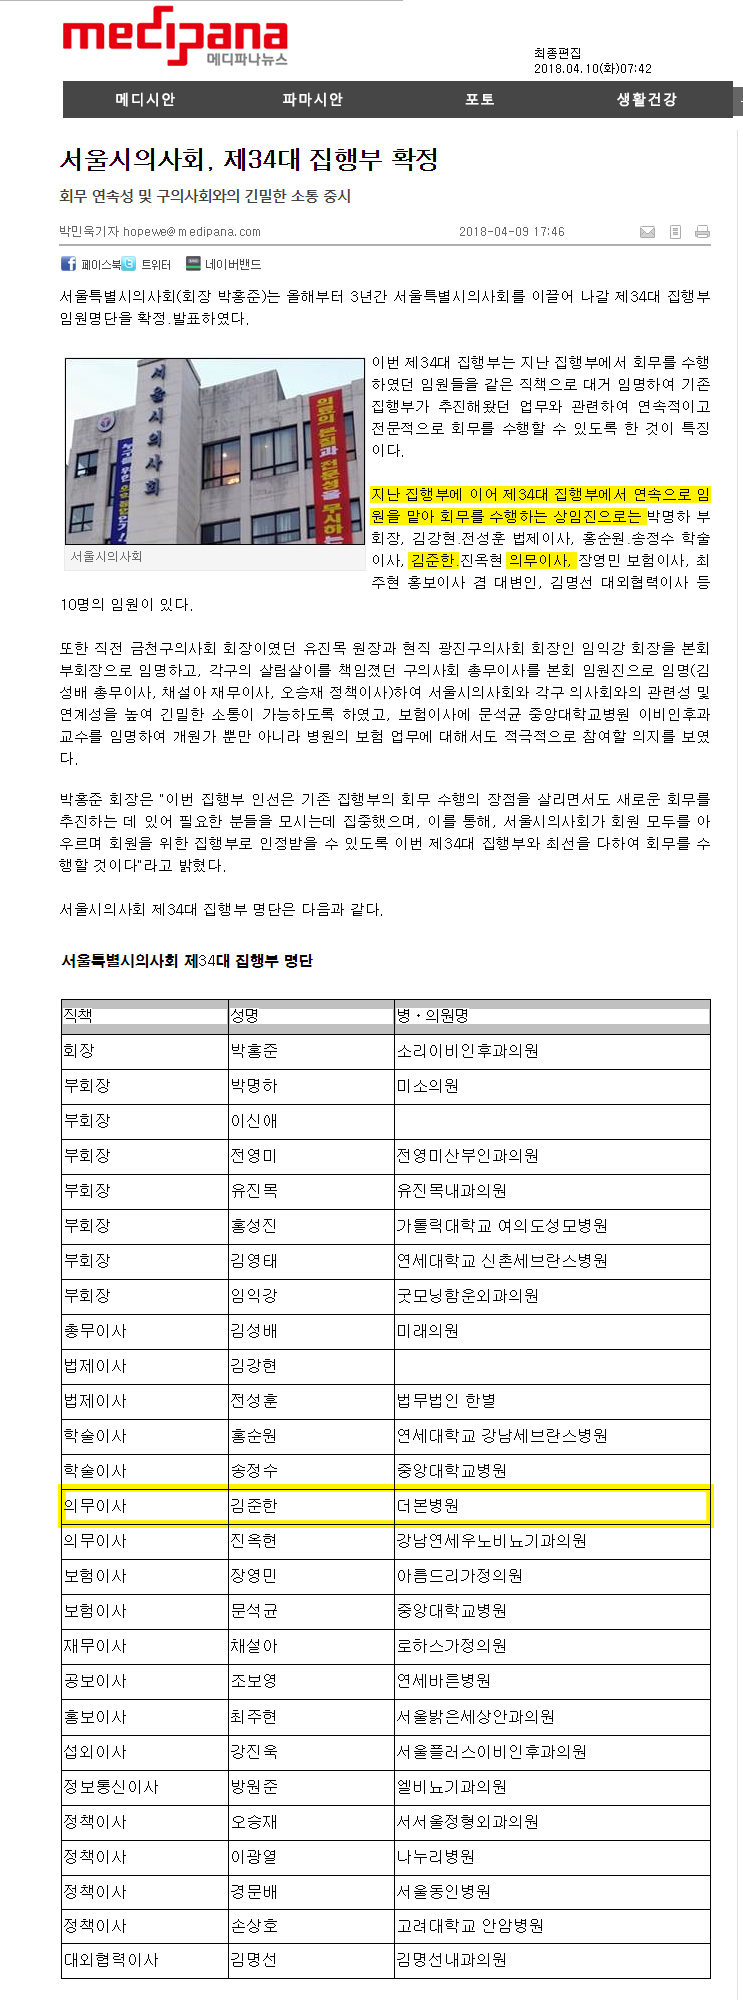 medipana
메디파나뉴스
최종편집
2018.04.10(화)07:42
메디시안 파마시안 포토 생활건강
서울시의사회, 제34대 집행부 확정
회무 연속성 및 구의사회와의 긴밀한 소통 중시
박민욱기자 hopewe@medipana.com 2018-04-09 17:46
페이스북 트위터 네이버밴드
서울특별시의사회(회장 박홍준)는 올해부터 3년간 서울특별시의사회를 이끌어 나갈 제34대 집행부
임원명단을 확정.발표하였다.
서울시의사회
의료의 본질과 전문성을 무시하는
서울시의사회
이번 제34대 집행부는 지난 집행부에서 회무를 수행
하였던 임원들을 같은 직책으로 대거 임명하여 기존
집행부가 추진해왔던 업무와 관련하여 연속적이고
전문적으로 회무를 수행할 수 있도록 한 것이 특징
이다.
지난 집행부에 이어 제34대 집행부에서 연속으로 임
원을 맡아 회무를 수행하는 상임진으로는 박명하 부
회장, 김강현.전성훈 법제이사, 홍순원.송정수 학술
이사, 김준한.진옥현 의무이사, 장영민 보험이사, 최
주현 홍보이사 겸 대변인, 김명선 대외협력이사 등
10명의 임원이 있다.
또한 직전 금천구의사회 회장이였던 유진목 원장과 현직 광진구의사회 회장인 임익강 회장을 본회
부회장으로 임명하고, 각구의 살림살이를 책임졌던 구의사회 총무이사를 본회 임원진으로 임명(김
성배 총무이사, 채설아 재무이사, 오승재 정책이사)하여 서울시의사회와 각구 의사회와의 관련성 및
연계성을 높여 긴밀한 소통이 가능하도록 하였고, 보험이사에 문석균 중앙대학교병원 이비인후과
교수를 임명하여 개원가 뿐만 아니라 병원의 보험 업무에 대해서도 적극적으로 참여할 의지를 보였
다.
박홍준 회장은 "이번 집행부 인선은 기존 집행부의 회무 수행의 장점을 살리면서도 새로운 회무를
추진하는 데 있어 필요한 분들을 모시는데 집중했으며, 이를 통해, 서울시의사회가 회원 모두를 아
우르며 회원을 위한 집행부로 인정받을 수 있도록 이번 제34대 집행부와 최선을 다하여 회무를 수
행할 것이다"라고 밝혔다.
서울시의사회 제34대 집행부 명단은 다음과 같다.
서울특별시의사회 제34대 집행부 명단
직책 성명 병·의원명
회장 박홍준 소리이비인후과의원
부회장 박명하 미소의원
부회장 이신애
부회장 전영미 전영미산부인과의원
부회장 유진목 유진목내과의원
부회장 홍성진 가톨릭대학교 여의도성모병원
부회장 김영태 연세대학교 신촌세브란스병원
부회장 임익강 굿모닝함운외과의원
총무이사 김성배 미래의원
법제이사 김강현
법제이사 전성훈 법무법인 한별
학술이사 홍순원 연세대학교 강남세브란스병원
학술이사 송정수 중앙대학교병원
의무이사 김준한 더본병원
의무이사 진옥현 강남연세우노비뇨기과의원
보험이사 장영민 아름드리가정의원
보험이사 문석균 중앙대학교병원
재무이사 채설아 로하스가정의원
공보이사 조보영 연세바른병원
홍보이사 최주현 서울밝은세상안과의원
섭외이사 강진욱 서울플러스이비인후과의원
정보통신이사 방원준 엘비뇨기과의원
정책이사 오승재 서서울정형외과의원
정책이사 이광열 나누리병원
정책이사 경문배 서울동인병원
정책이사 손상호 고려대학교 안암병원
대외협력이사 김명선 김명선내과의원